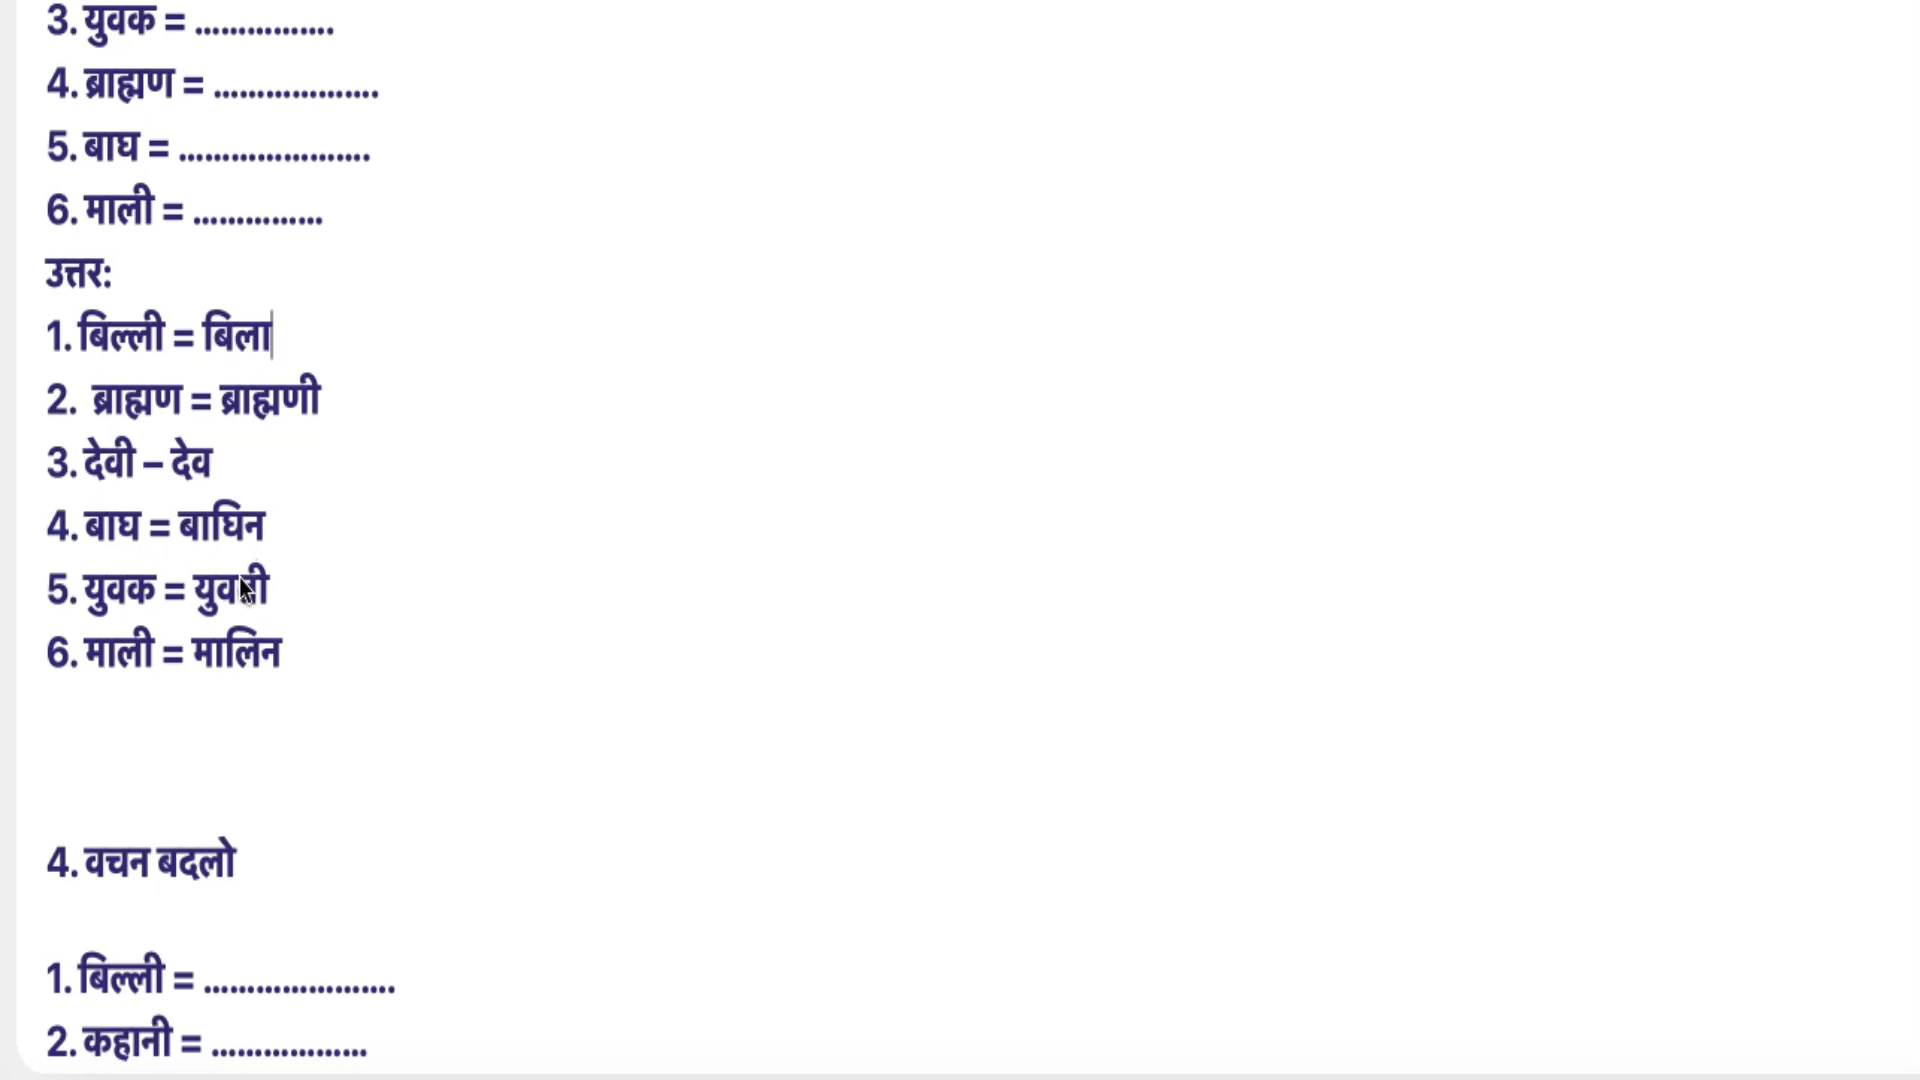 3. युवक = ................
4. ब्राह्मण = ...................
5. बाघ = ......................
6. माली = ...............
उत्तर:
1. बिल्ली = बिला
2. ब्राह्मण = ब्राह्मणी
3. देवी – देव
4. बाघ = बाघिन
5. युवक =
6. माली = मालिन
4. वचन बदलो
1. बिल्ली = ......................
2. कहानी = ..................